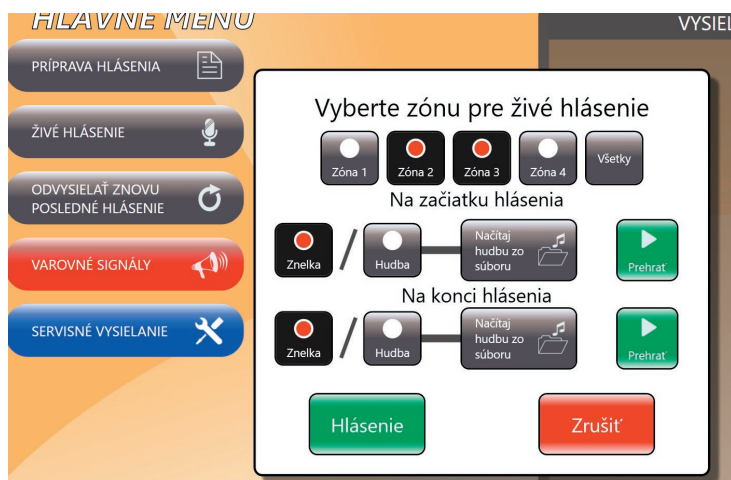 HLAVNÉ MENU
VYSIEL
PRÍPRAVA HLÁSENIA
ŽIVÉ HLÁSENIE
ODVYSIELAŤ ZNOVU
POSLEDNÉ HLÁSENIE
VAROVNÉ SIGNÁLY
SERVISNÉ VYSIELANIE
Vyberte zónu pre živé hlásenie
Zóna 1
Zóna 2
Zóna 3
Zóna 4
Všetky
Na začiatku hlásenia
Znelka
/
Hudba
Načítaj
hudbu zo
súboru
Prehrať
Na konci hlásenia
Znelka
/
Hudba
Načítaj
hudbu zo
súboru
Prehrať
Hlásenie
Zrušiť